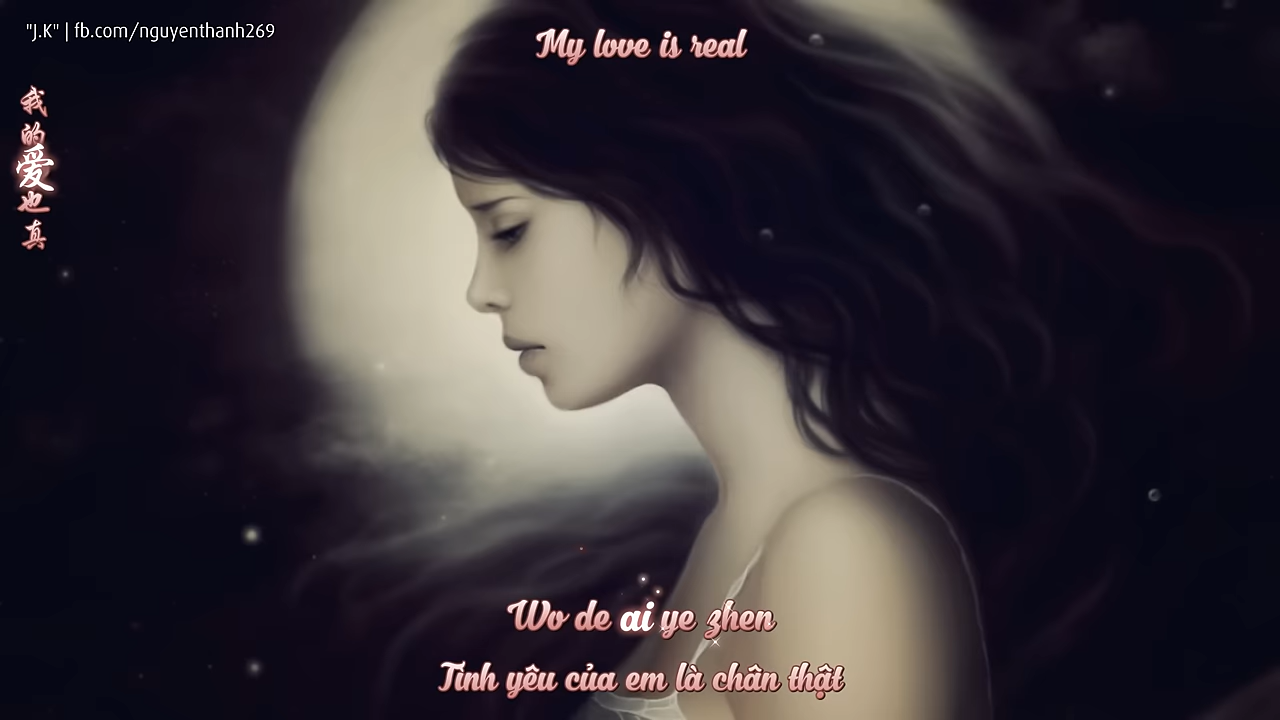 "J.K" | fb.com/nguyenthanh269
My love is real
我的爱也真
Wo de ai ye zhen
Tình yêu của em là chân thật